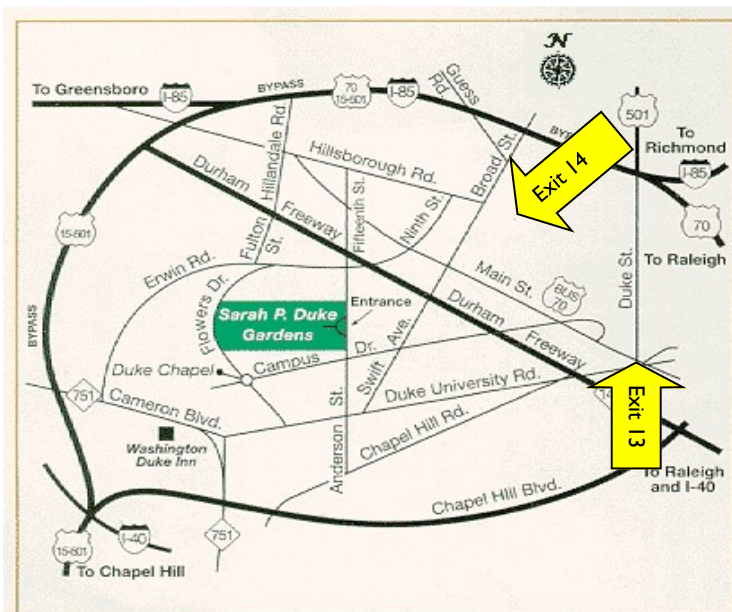 N
To Greensboro
I-85
BYPASS
70
15-501
I-85
Guess
Rd.
BYP
501
To
Richmond
I-85
70
To Raleigh
Exit 14
Hillandale Rd.
Hillsborough Rd.
Broad St.
Durham
Freeway
Fulton
St.
Fifteenth St.
Ninth St.
15-501
BYPASS
Erwin Rd.
Flowers Dr.
Main St.
BUS
70
Duke St.
Sarah P. Duke
Gardens
Entrance
Durham
Freeway
Duke Chapel
Campus
Dr.
Swift
Ave.
Duke University Rd.
751
Cameron Blvd.
Anderson
St.
Chapel Hill Rd.
Exit 13
Washington
Duke Inn
To Raleigh
and I-40
Chapel Hill Blvd.
751
I-40
15-501
To Chapel Hill